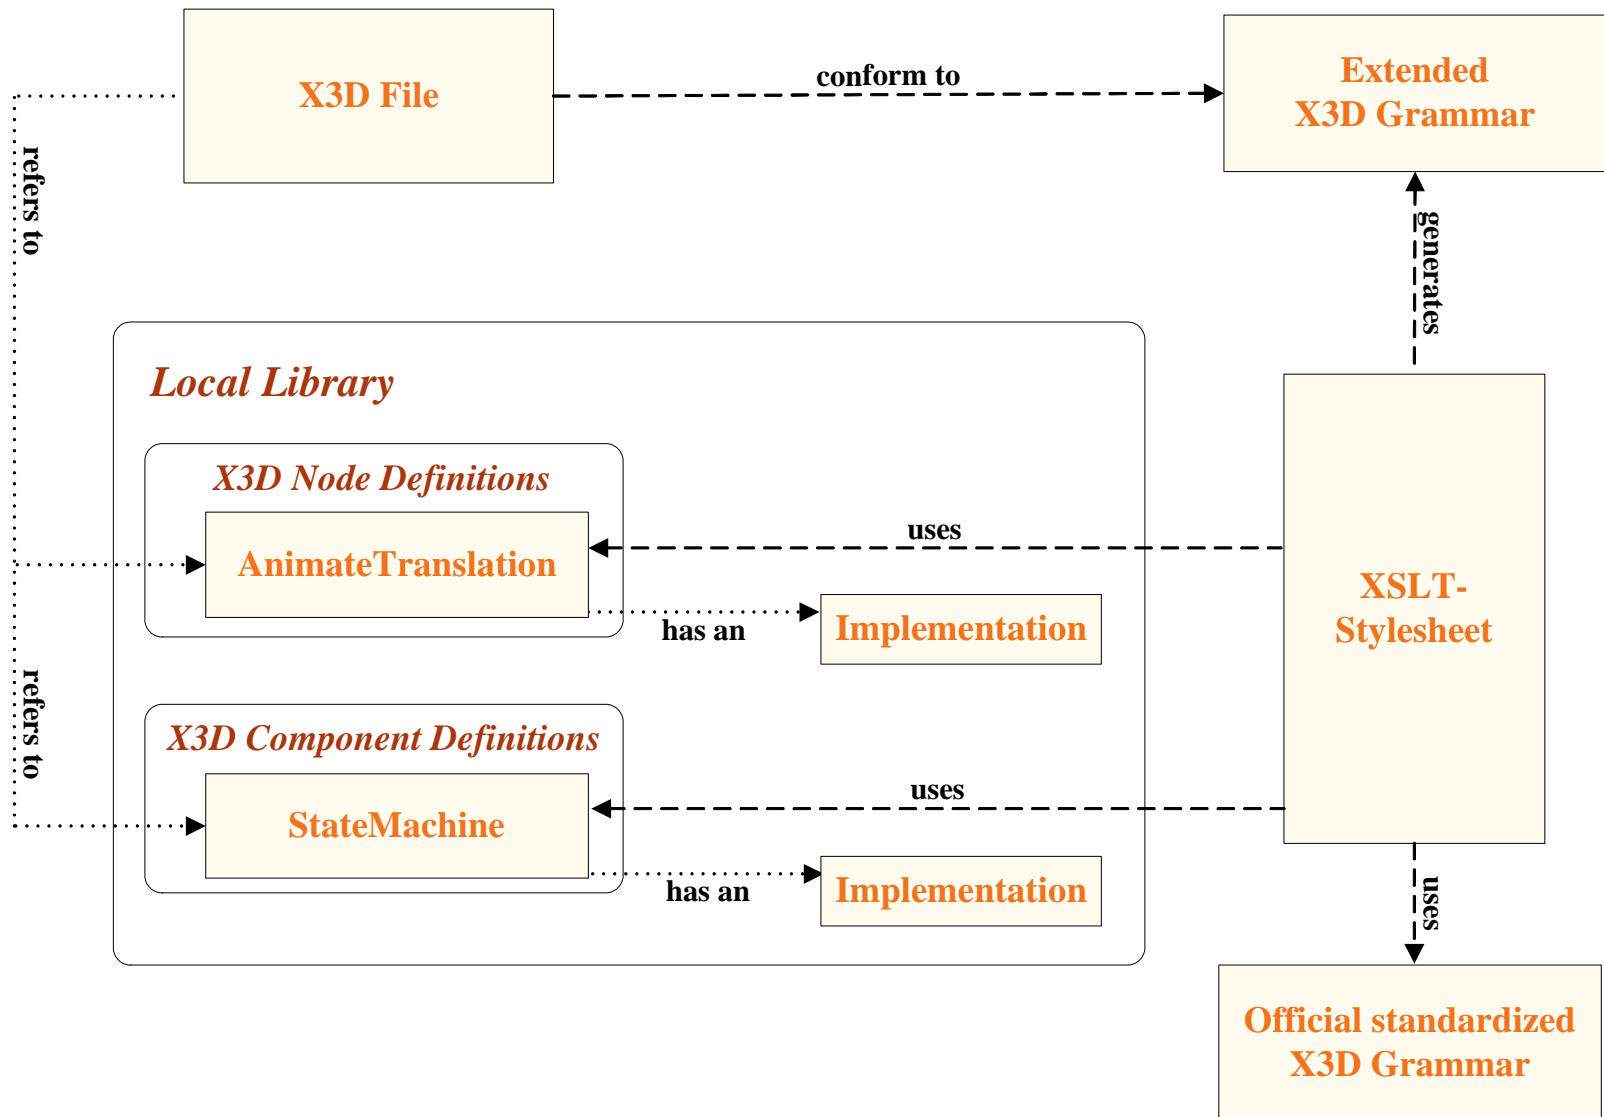 X3D File
conform to
Extended
X3D Grammar
refers to
generates
Local Library
X3D Node Definitions
AnimateTranslation
uses
has an
Implementation
XSLT-
Stylesheet
refers to
X3D Component Definitions
StateMachine
uses
has an
Implementation
uses
Official standardized
X3D Grammar